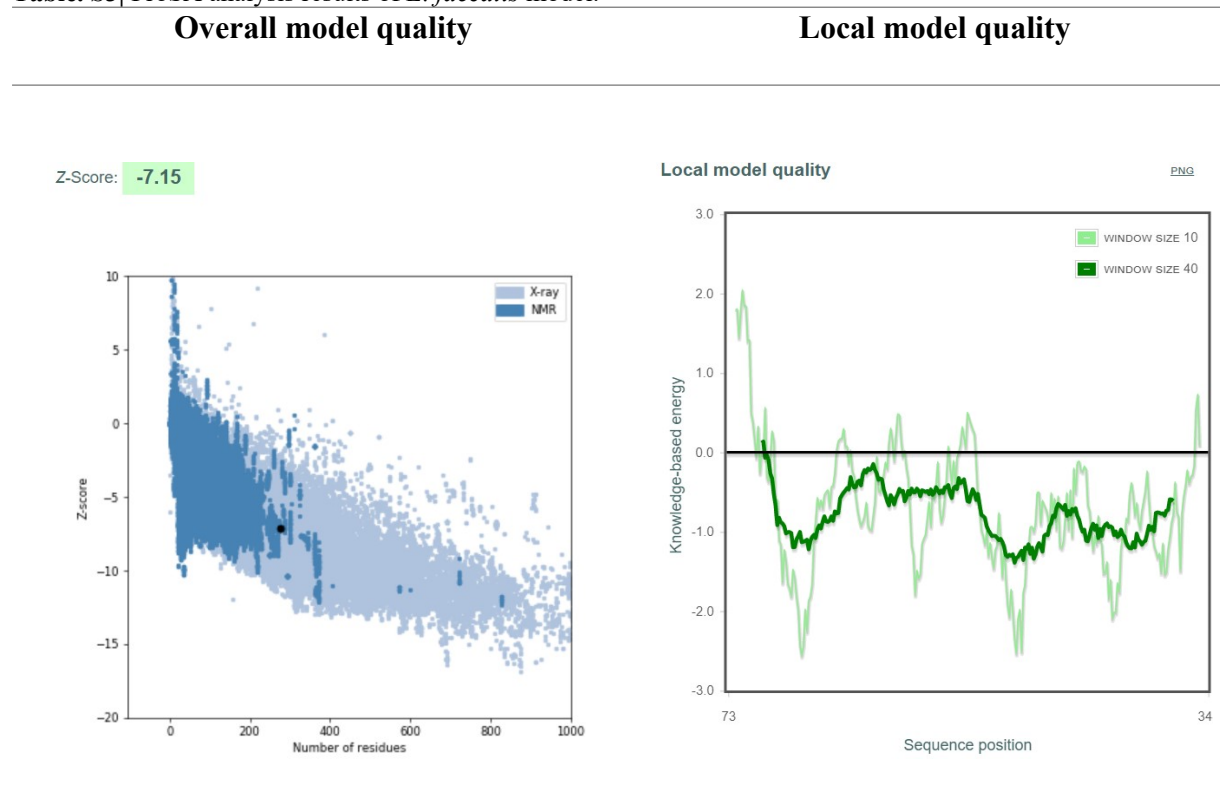 Overall model quality
Local model quality
Z-Score: -7.15
10
5
0
−5
−10
−15
−20
Z-score
0
200
400
600
800
1000
Number of residues
X-ray
NMR
Local model quality
PNG
3.0
2.0
1.0
0.0
-1.0
-2.0
-3.0
Knowledge-based energy
WINDOW SIZE 10
WINDOW SIZE 40
73
34
Sequence position